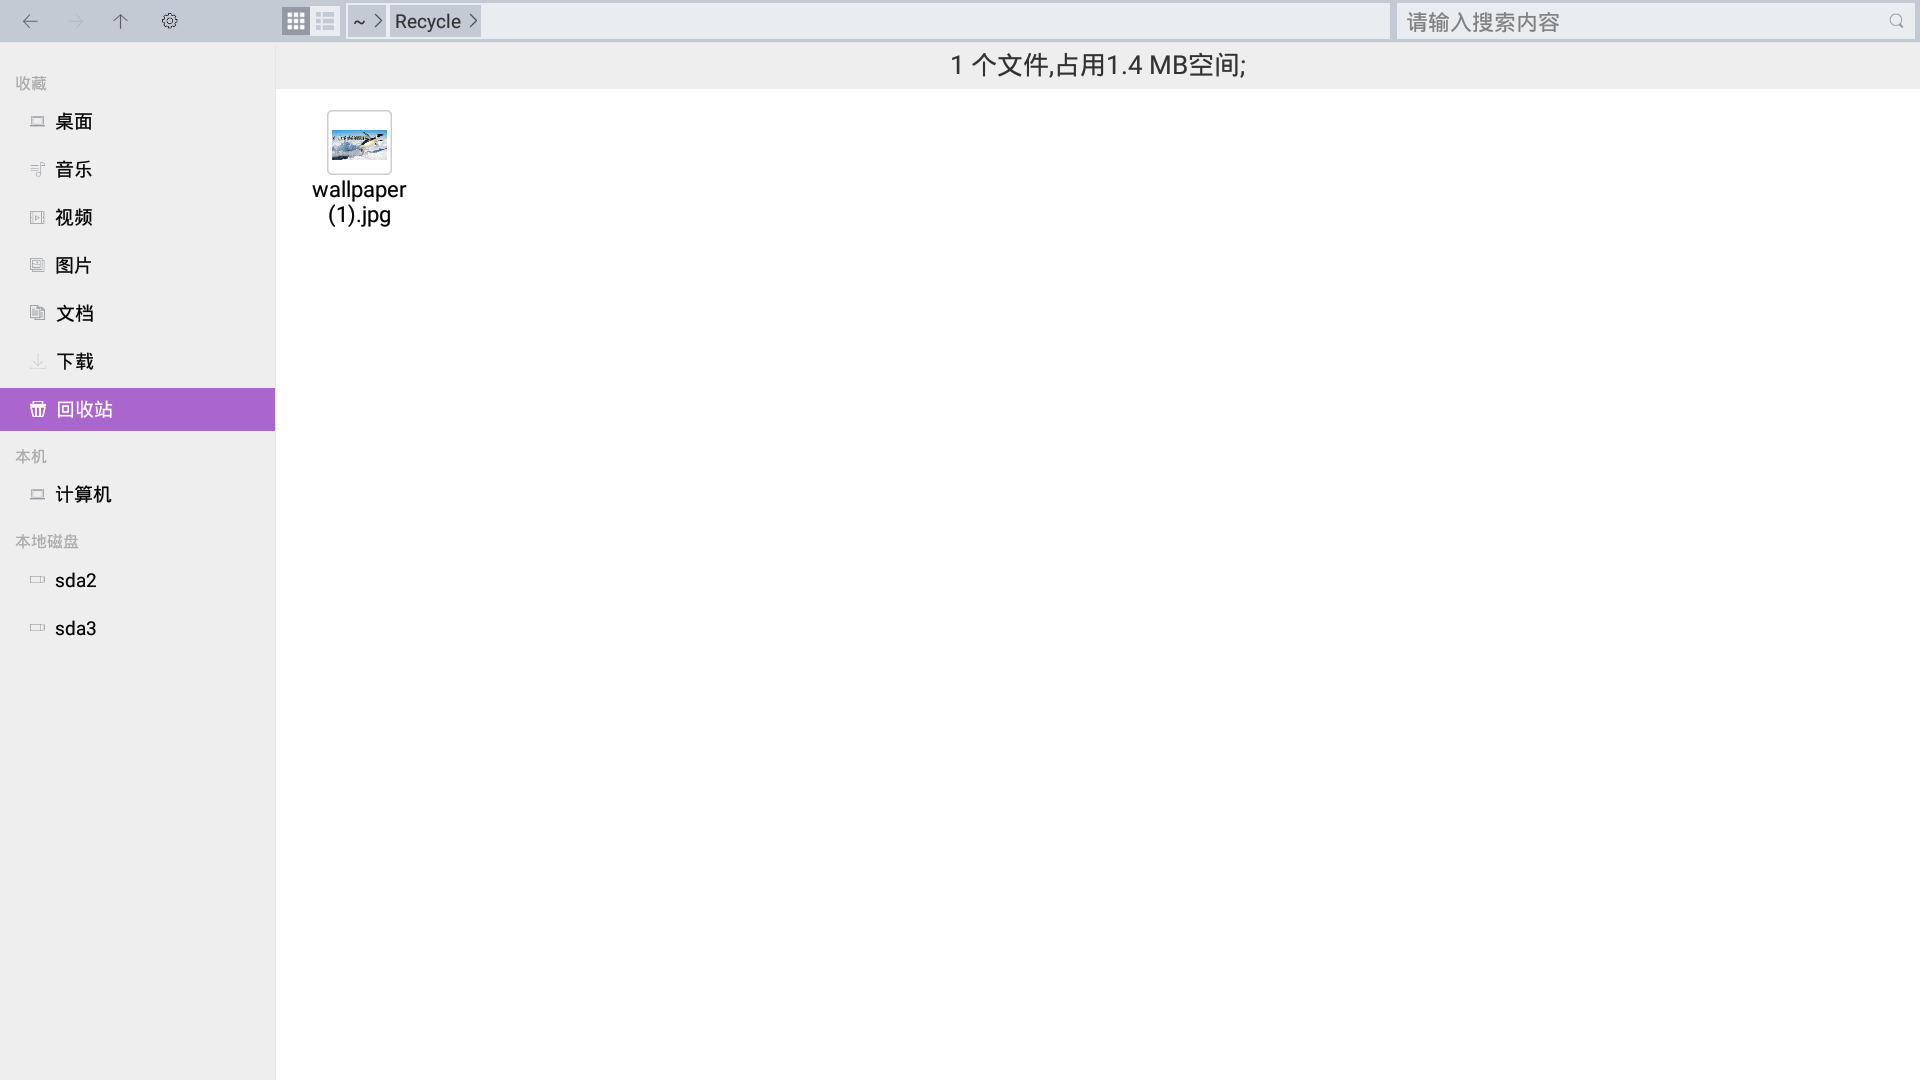 ~
Recycle
请输入搜索内容
1 个文件,占用1.4 MB空间;
收藏
桌面
音乐
视频
图片
文档
下载
回收站
本机
计算机
本地磁盘
sda2
sda3
wallpaper
(1).jpg